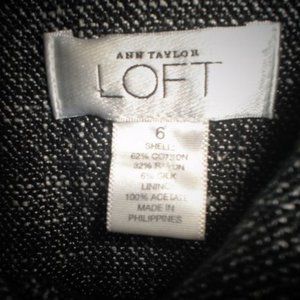 ANN TAYLOR
LOFT
6
SHELL:
62% COTTON
32% RAYON
6% SILK
LINING:
100% ACETATE
MADE IN
PHILIPPINES